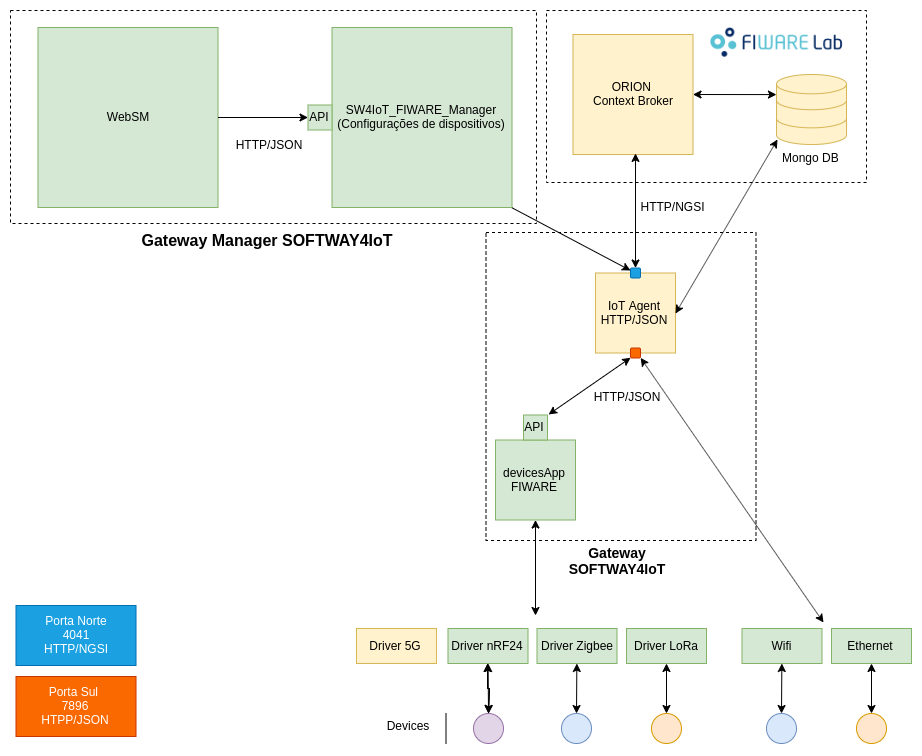 WebSM
HTTP/JSON
API
SW4IoT_FIWARE_Manager
(Configurações de dispositivos)
Gateway Manager SOFTWAY4IoT
FIWARE Lab
ORION
Context Broker
Mongo DB
HTTP/NGSI
IoT Agent
HTTP/JSON
HTTP/JSON
API
devicesApp
FIWARE
Gateway
SOFTWAY4IoT
Porta Norte
4041
HTTP/NGSI
Porta Sul
7896
HTPP/JSON
Driver 5G
Driver nRF24
Driver Zigbee
Driver LoRa
Wifi
Ethernet
Devices